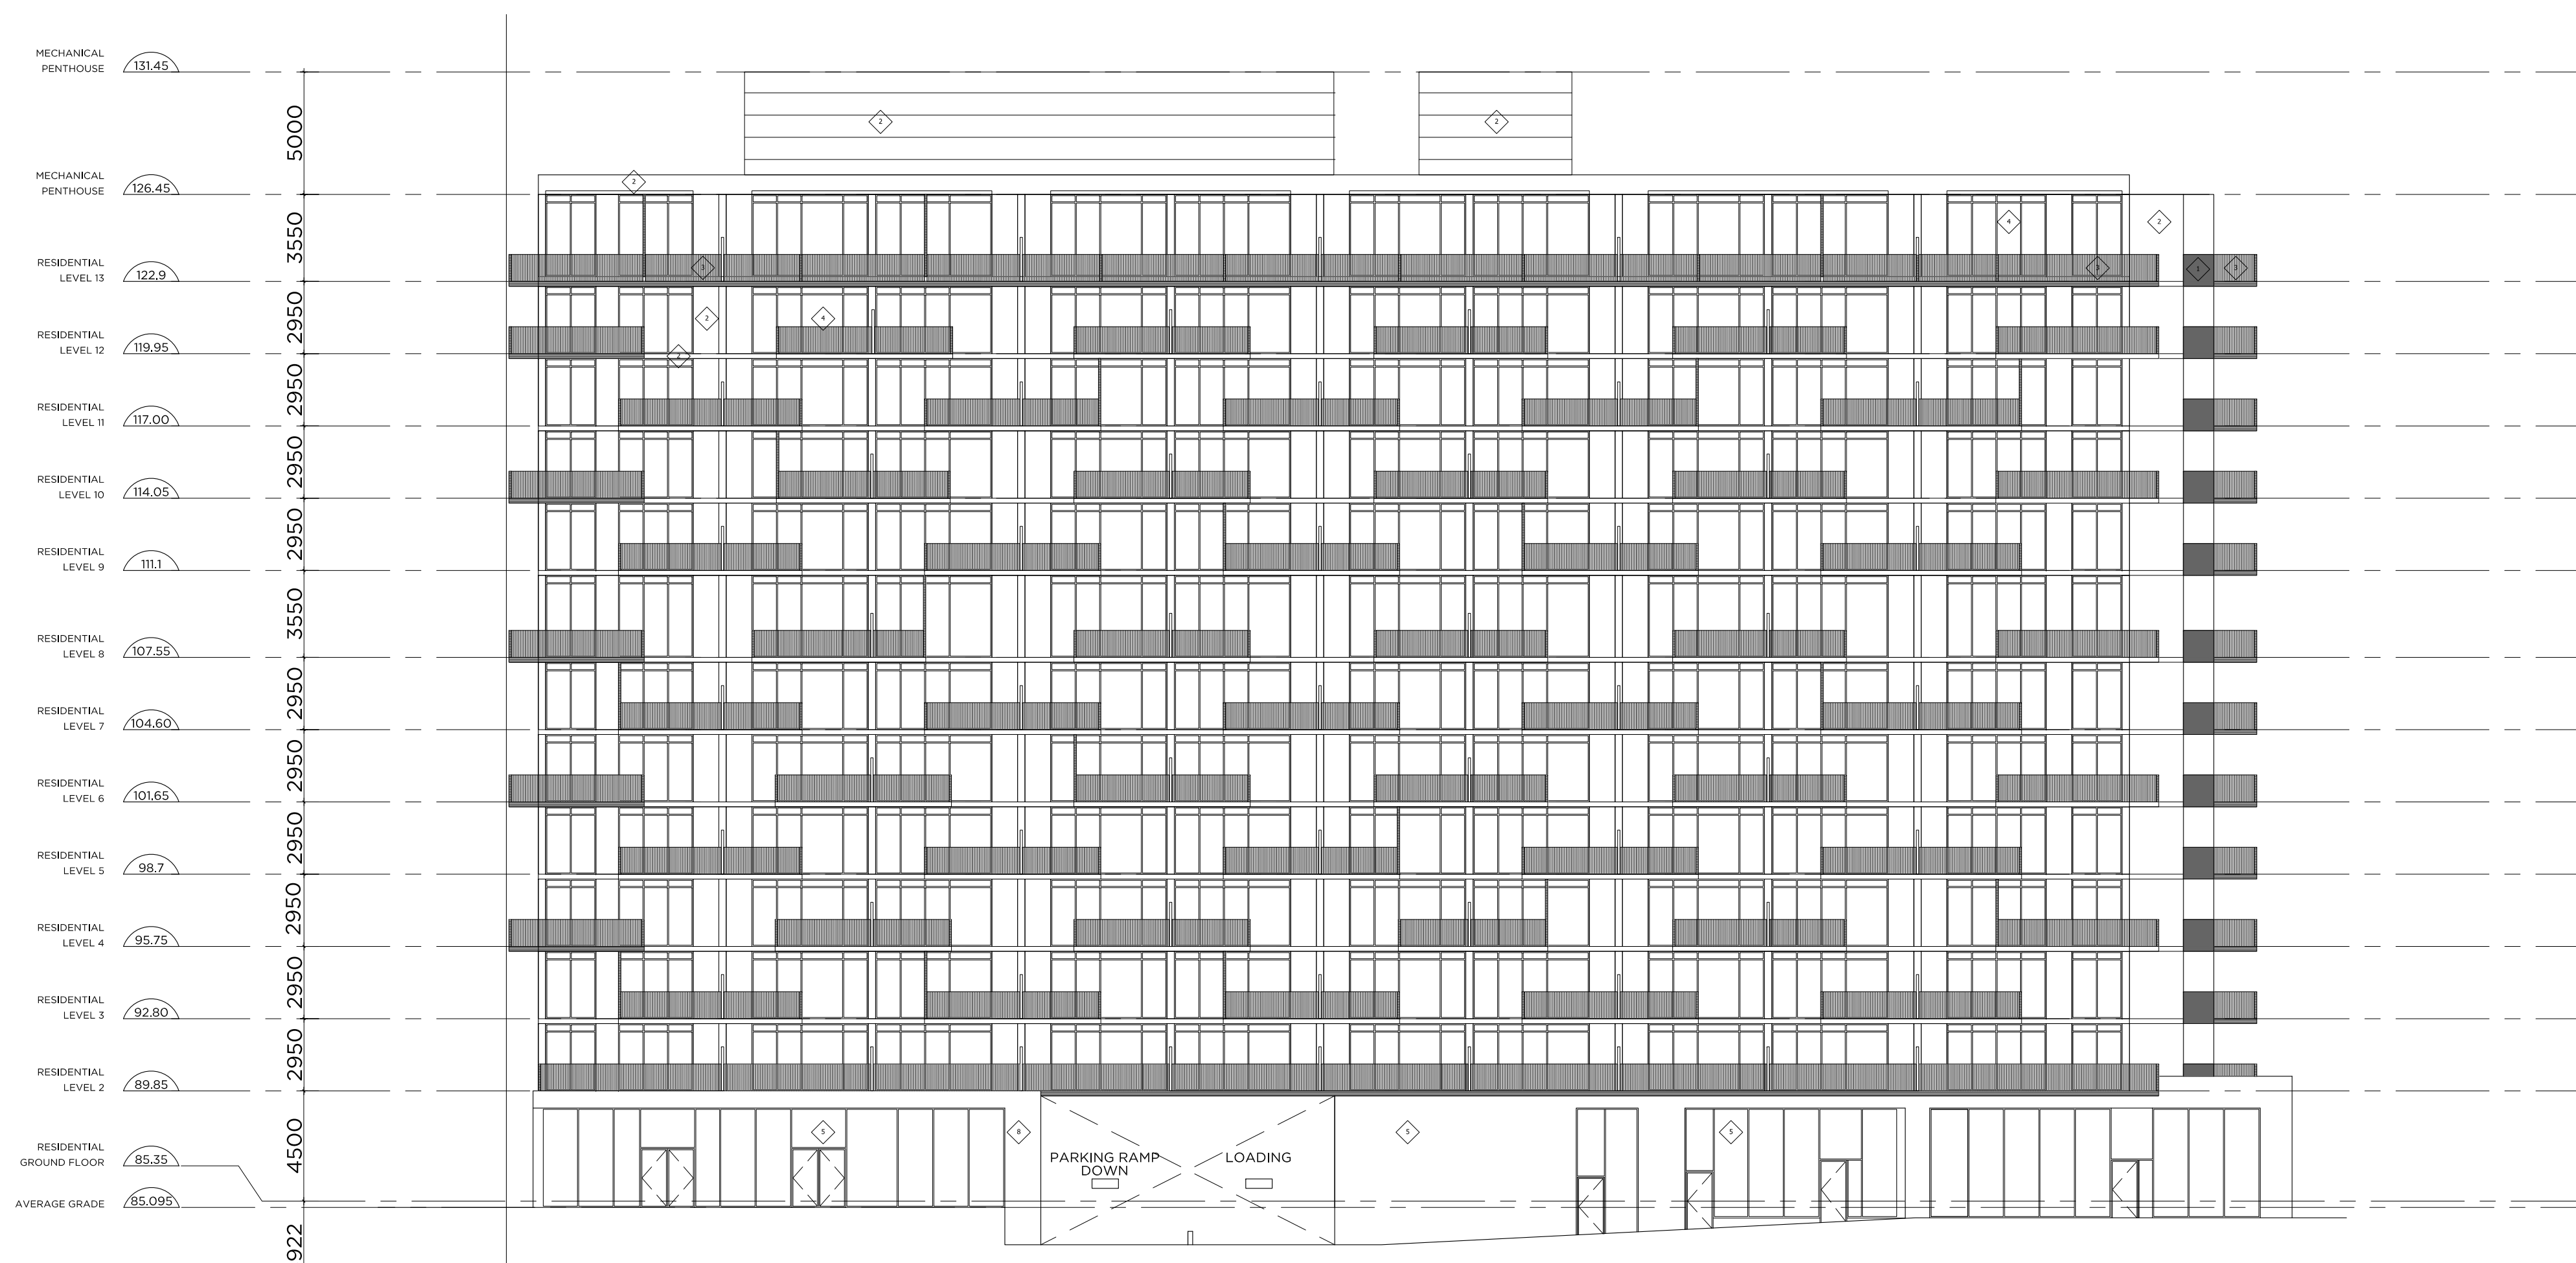 MECHANICAL
PENTHOUSE 131.45
5000
2 2
MECHANICAL
PENTHOUSE 126.45
2
3550
4 2
RESIDENTIAL
LEVEL 13 122.9
3 3 1 3
2950
2 4
RESIDENTIAL
LEVEL 12 119.95
2950
RESIDENTIAL
LEVEL 11 117.00
2950
RESIDENTIAL
LEVEL 10 114.05
2950
RESIDENTIAL
LEVEL 9 111.1
3550
RESIDENTIAL
LEVEL 8 107.55
2950
RESIDENTIAL
LEVEL 7 104.60
2950
RESIDENTIAL
LEVEL 6 101.65
2950
RESIDENTIAL
LEVEL 5 98.7
2950
RESIDENTIAL
LEVEL 4 95.75
2950
RESIDENTIAL
LEVEL 3 92.80
2950
RESIDENTIAL
LEVEL 2 89.85
4500
5 8 5 5
RESIDENTIAL
GROUND FLOOR 85.35
PARKING RAMP
DOWN
LOADING
AVERAGE GRADE 85.095
922